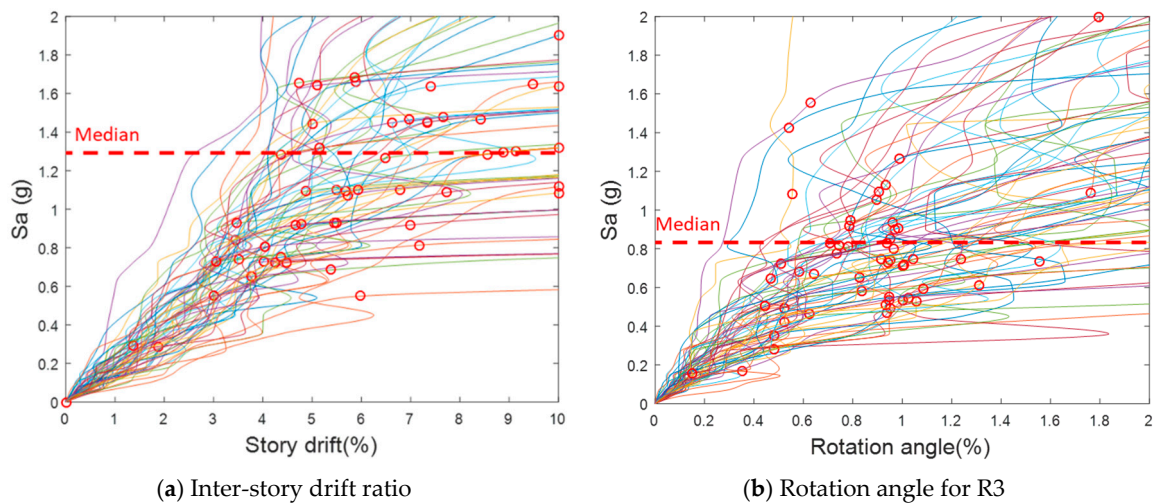 2
1.8
1.6
1.4
1.2
1
0.8
0.6
0.4
0.2
0
Sa (g)
Median
0 1 2 3 4 5 6 7 8 9 10
Story drift(%)
(a) Inter-story drift ratio
2
1.8
1.6
1.4
1.2
1
0.8
0.6
0.4
0.2
0
Sa (g)
Median
0 0.2 0.4 0.6 0.8 1 1.2 1.4 1.6 1.8 2
Rotation angle(%)
(b) Rotation angle for R3